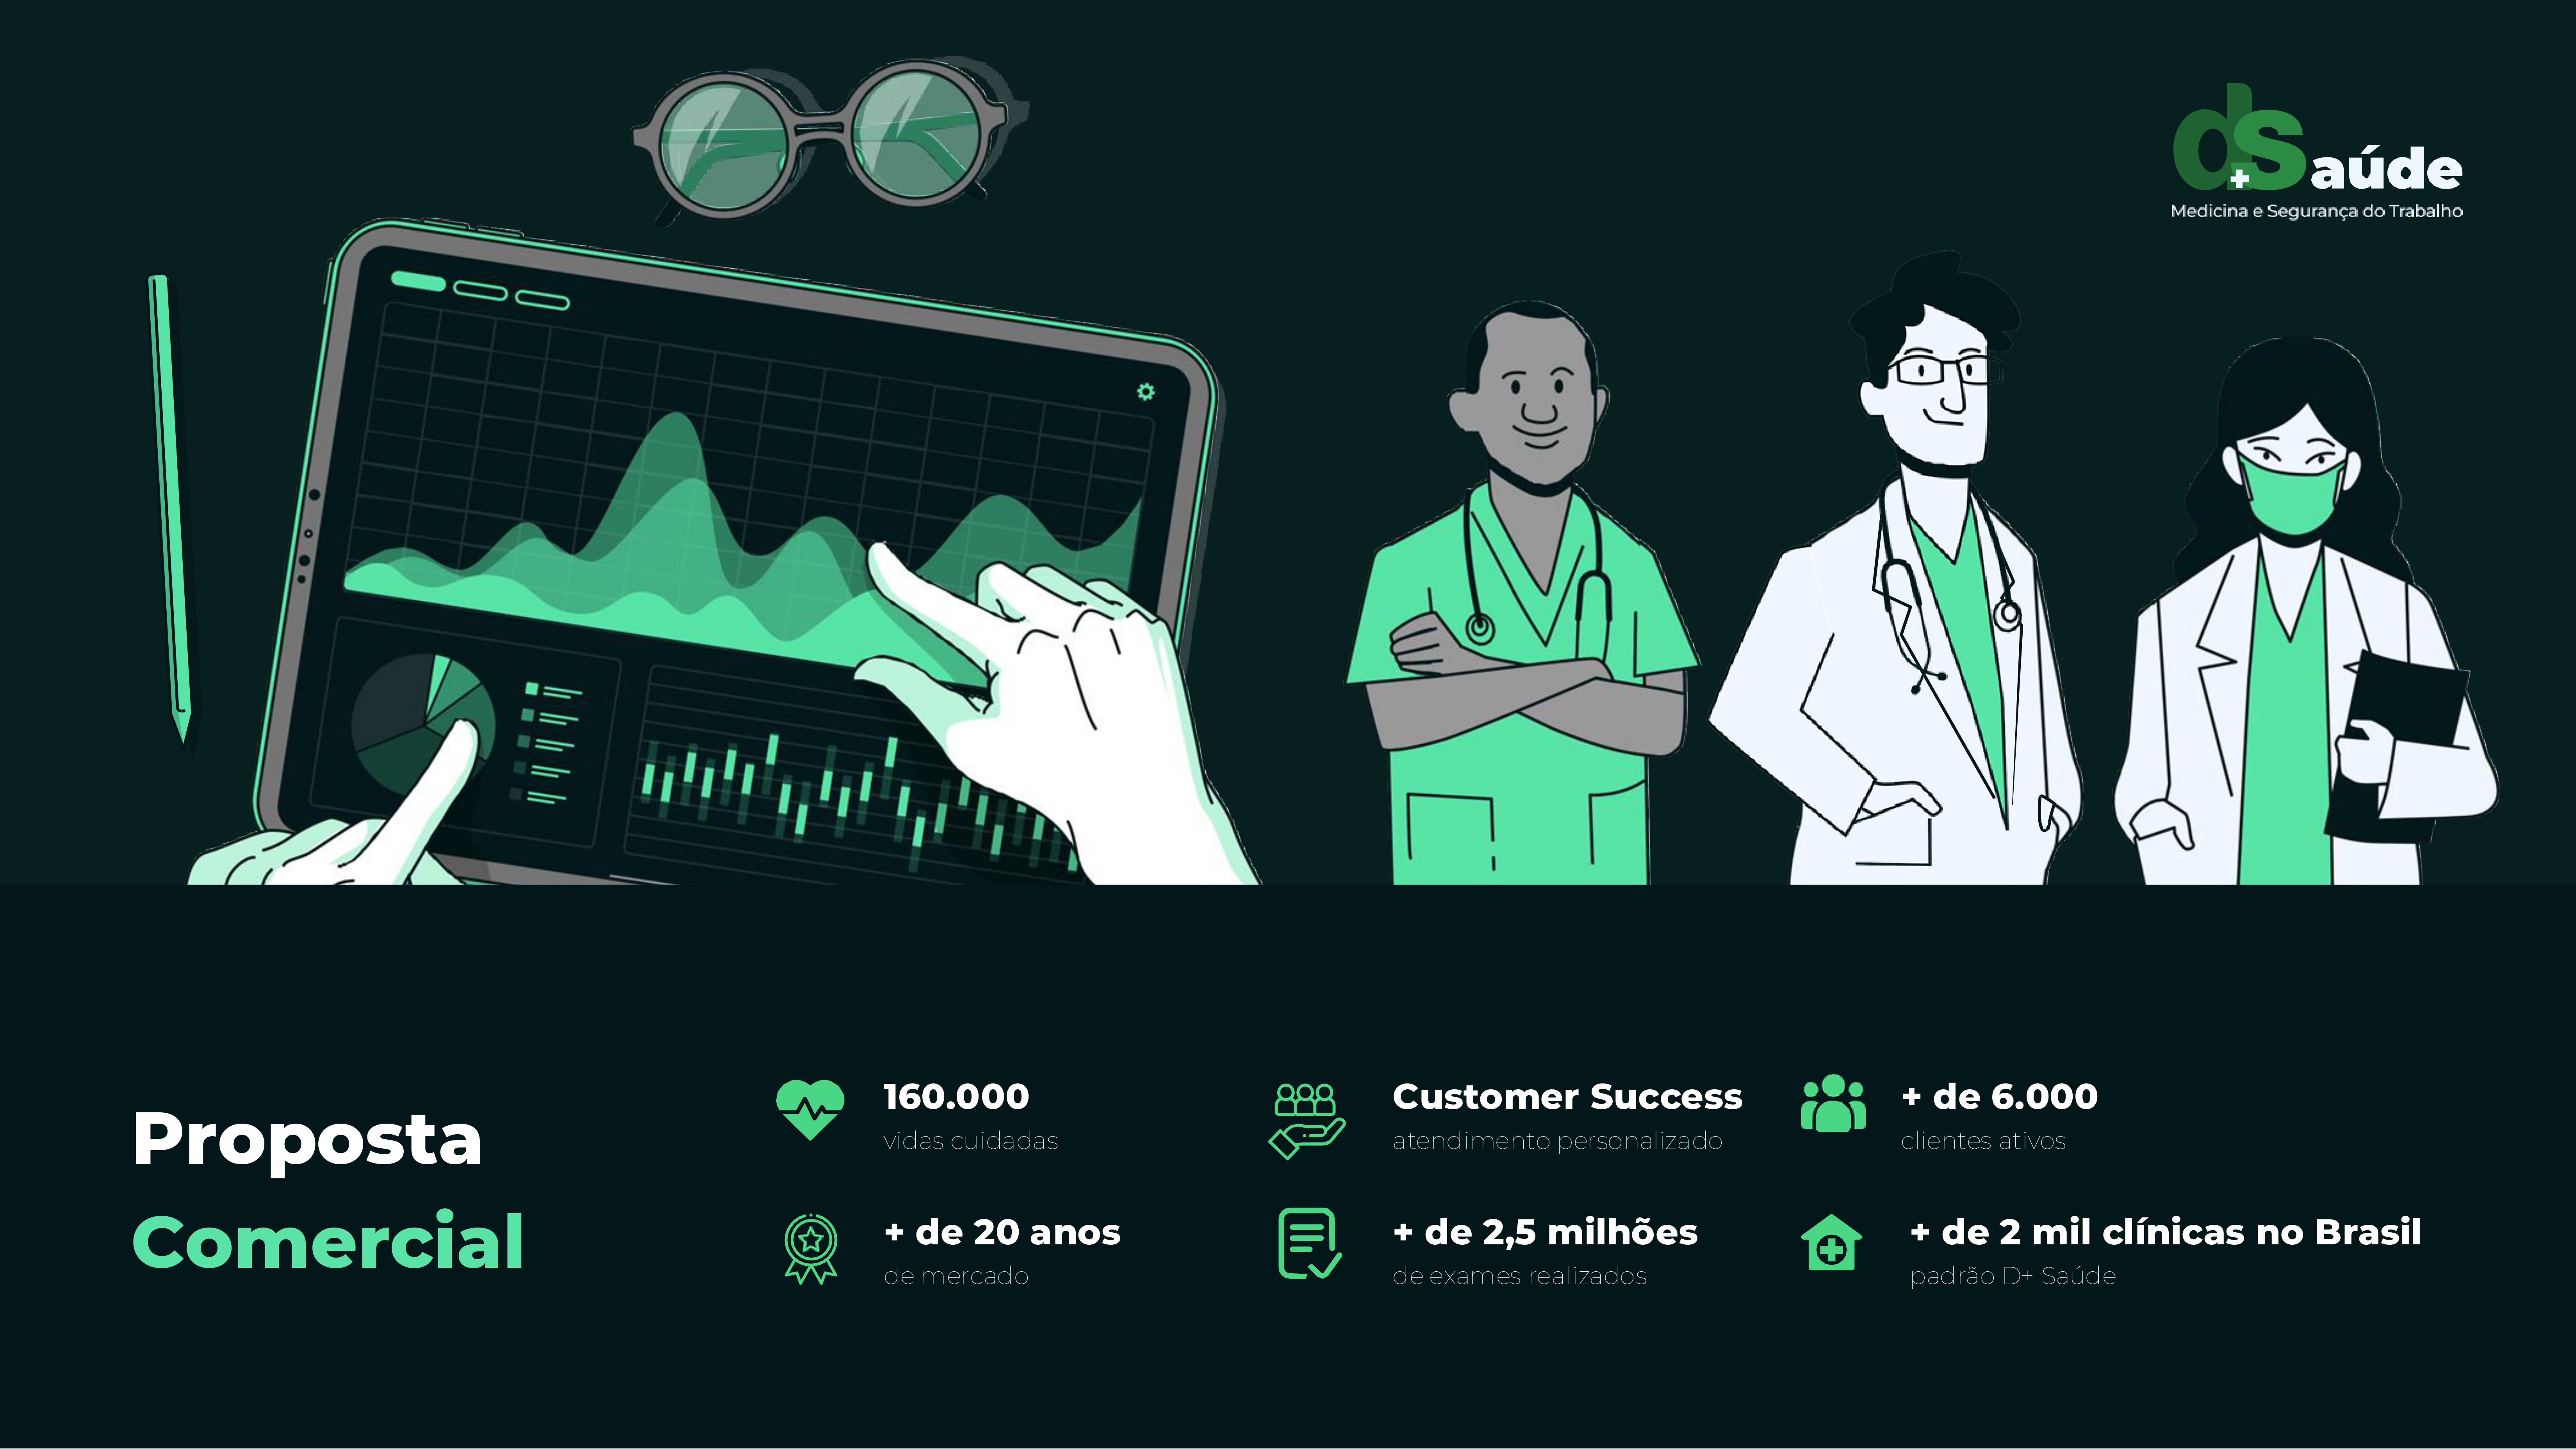 d+Saúde
Medicina e Segurança do Trabalho
Proposta
Comercial
160.000
vidas cuidadas
Customer Success
atendimento personalizado
+ de 6.000
clientes ativos
+ de 20 anos
de mercado
+ de 2,5 milhões
de exames realizados
+ de 2 mil clínicas no Brasil
padrão D+ Saúde